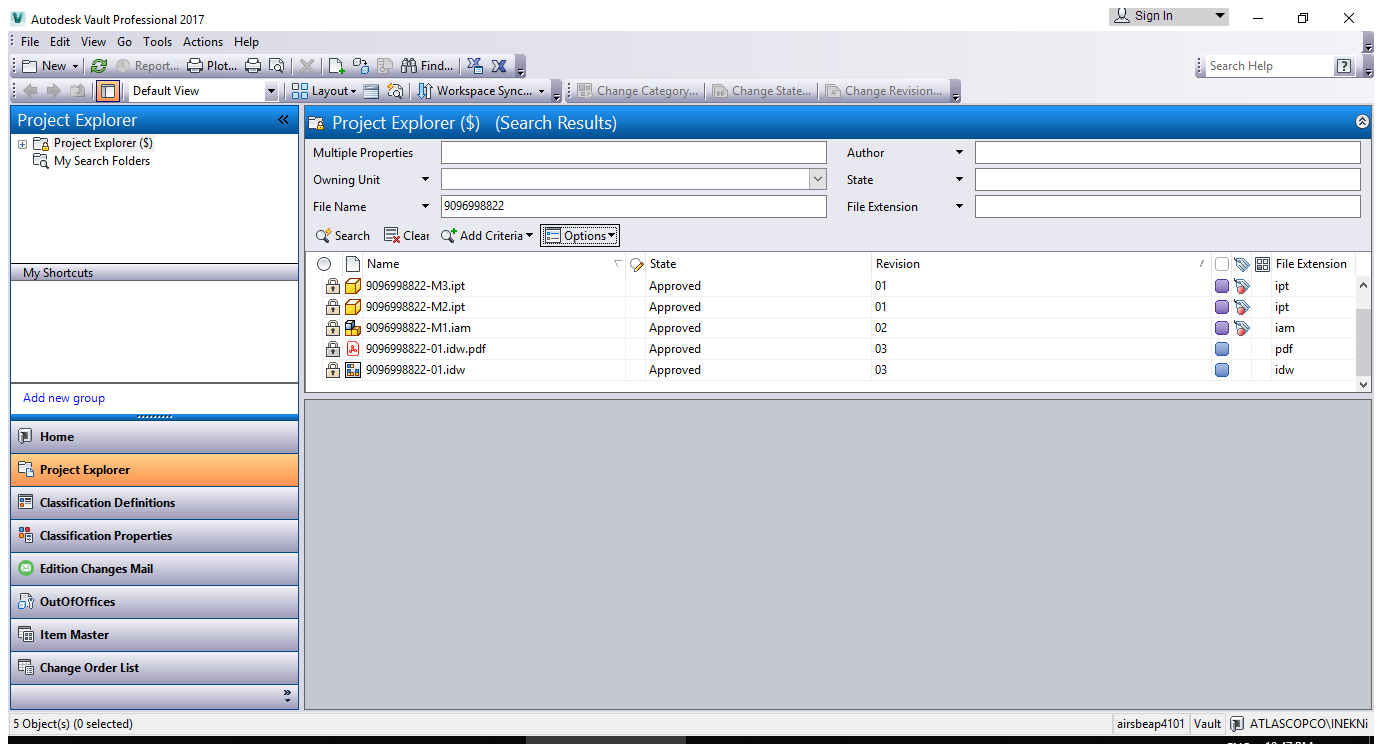 Autodesk Vault Professional 2017
Sign In
File Edit View Go Tools Actions Help
New Report... Plot... Find... Search Help ?
Default View Layout Workspace Sync... Change Category... Change State... Change Revision...
Project Explorer «
Project Explorer ($)
My Search Folders
My Shortcuts
Add new group
Home
Project Explorer
Classification Definitions
Classification Properties
Edition Changes Mail
OutOfOffices
Item Master
Change Order List
Project Explorer ($) (Search Results)
Multiple Properties Author
Owning Unit State
File Name 9096998822 File Extension
Search Clear Add Criteria Options
Name State Revision File Extension
9096998822-M3.ipt Approved 01 ipt
9096998822-M2.ipt Approved 01 ipt
9096998822-M1.iam Approved 02 iam
9096998822-01.idw.pdf Approved 03 pdf
9096998822-01.idw Approved 03 idw
5 Object(s) (0 selected) airsbeap4101 Vault ATLASCOPCO\INEKNi